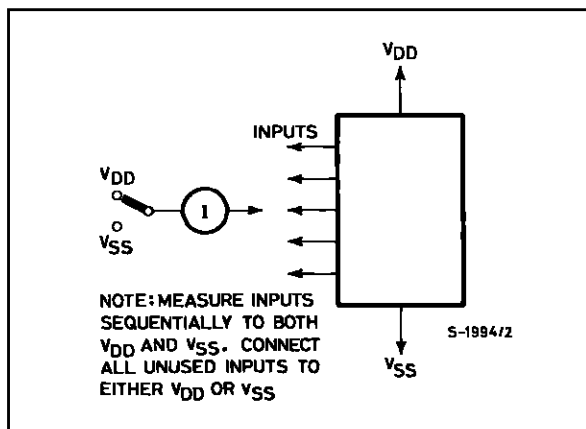 VDD
INPUTS
VDD
I
VSS
NOTE: MEASURE INPUTS
SEQUENTIALLY TO BOTH
VDD AND VSS. CONNECT
ALL UNUSED INPUTS TO
EITHER VDD OR VSS
S-1994/2
VSS